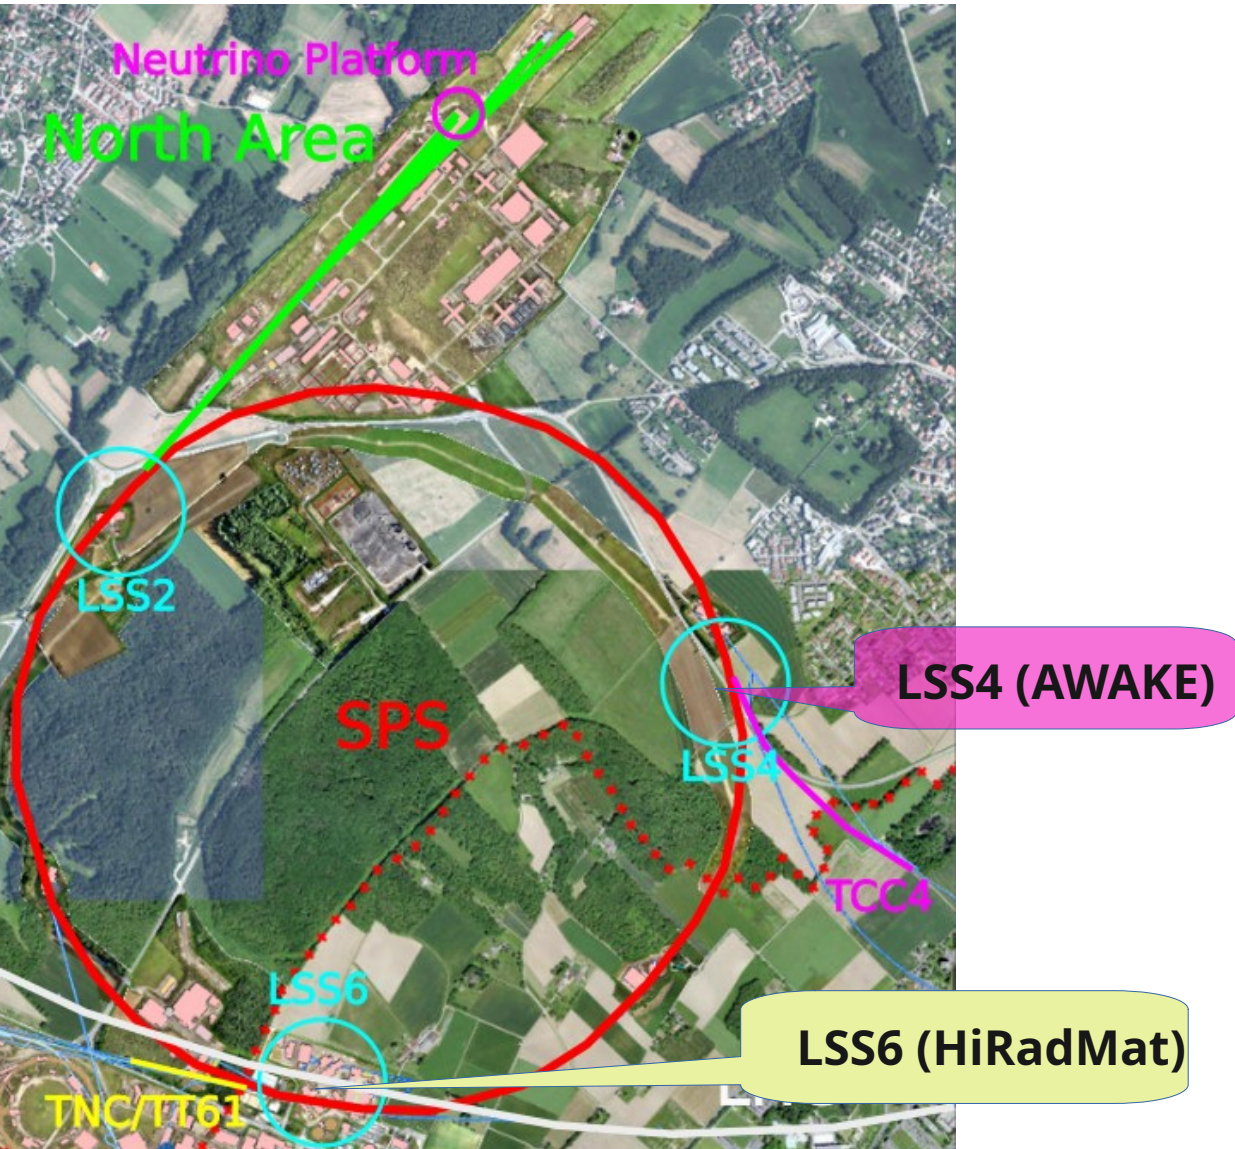 Neutrino Platform
North Area
LSS2
LSS4 (AWAKE)
SPS
LSS4
TCC4
LSS6
LSS6 (HiRadMat)
TNC/TT61